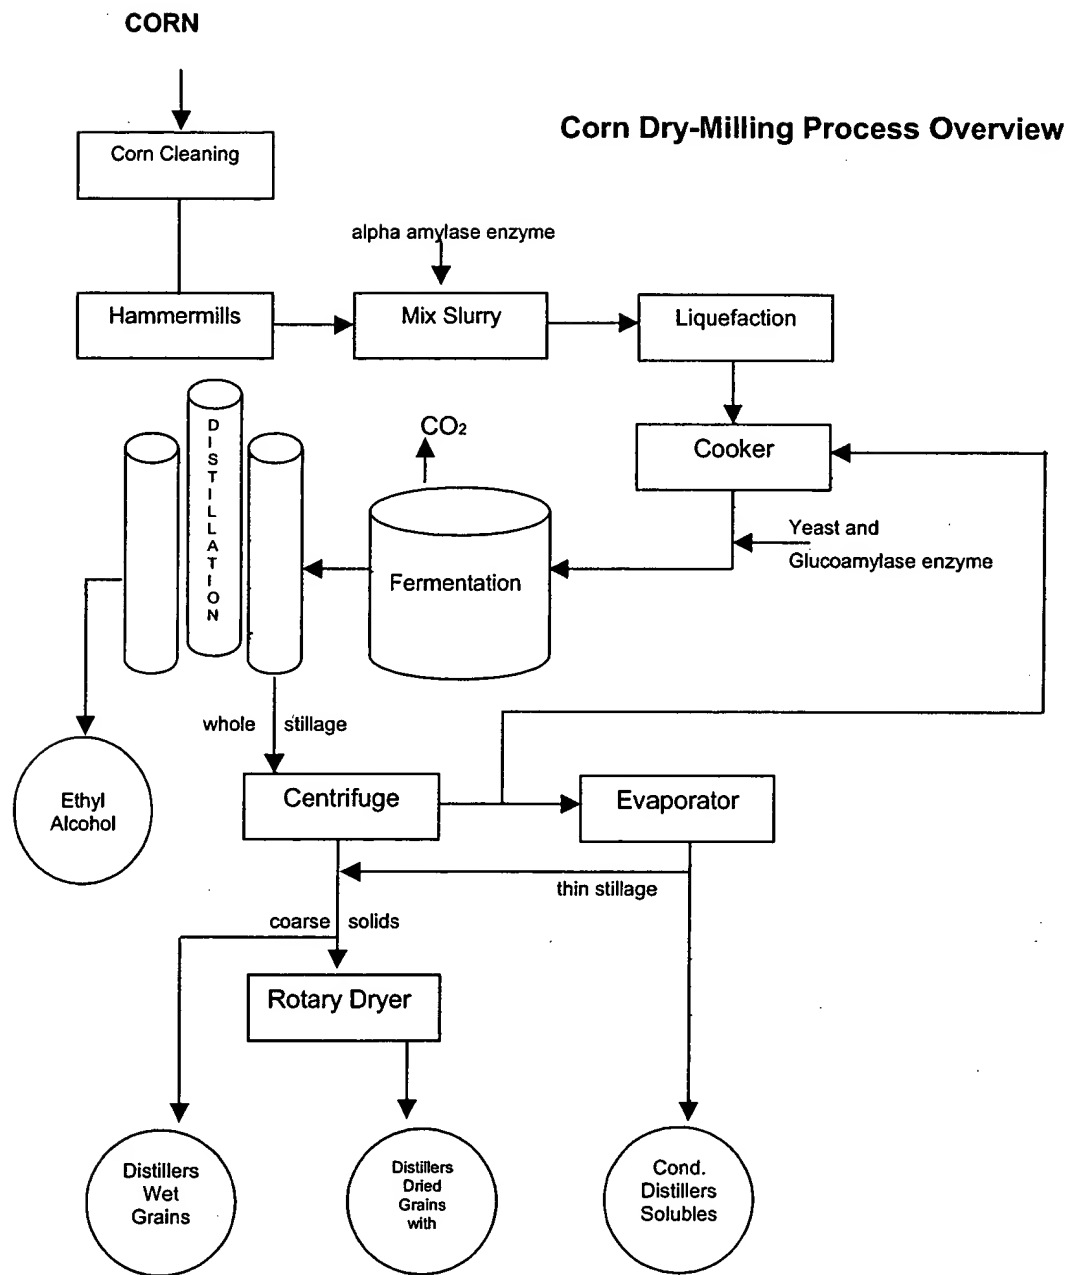 CORN
Corn Dry-Milling Process Overview
Corn Cleaning
alpha amylase enzyme
Hammermills
Mix Slurry
Liquefaction
DISTILLATION
CO₂
Cooker
Yeast and
Glucoamylase enzyme
Fermentation
whole stillage
Ethyl
Alcohol
Centrifuge
Evaporator
thin stillage
coarse solids
Rotary Dryer
Distillers
Wet
Grains
Distillers
Dried
Grains
with
Cond.
Distillers
Solubles